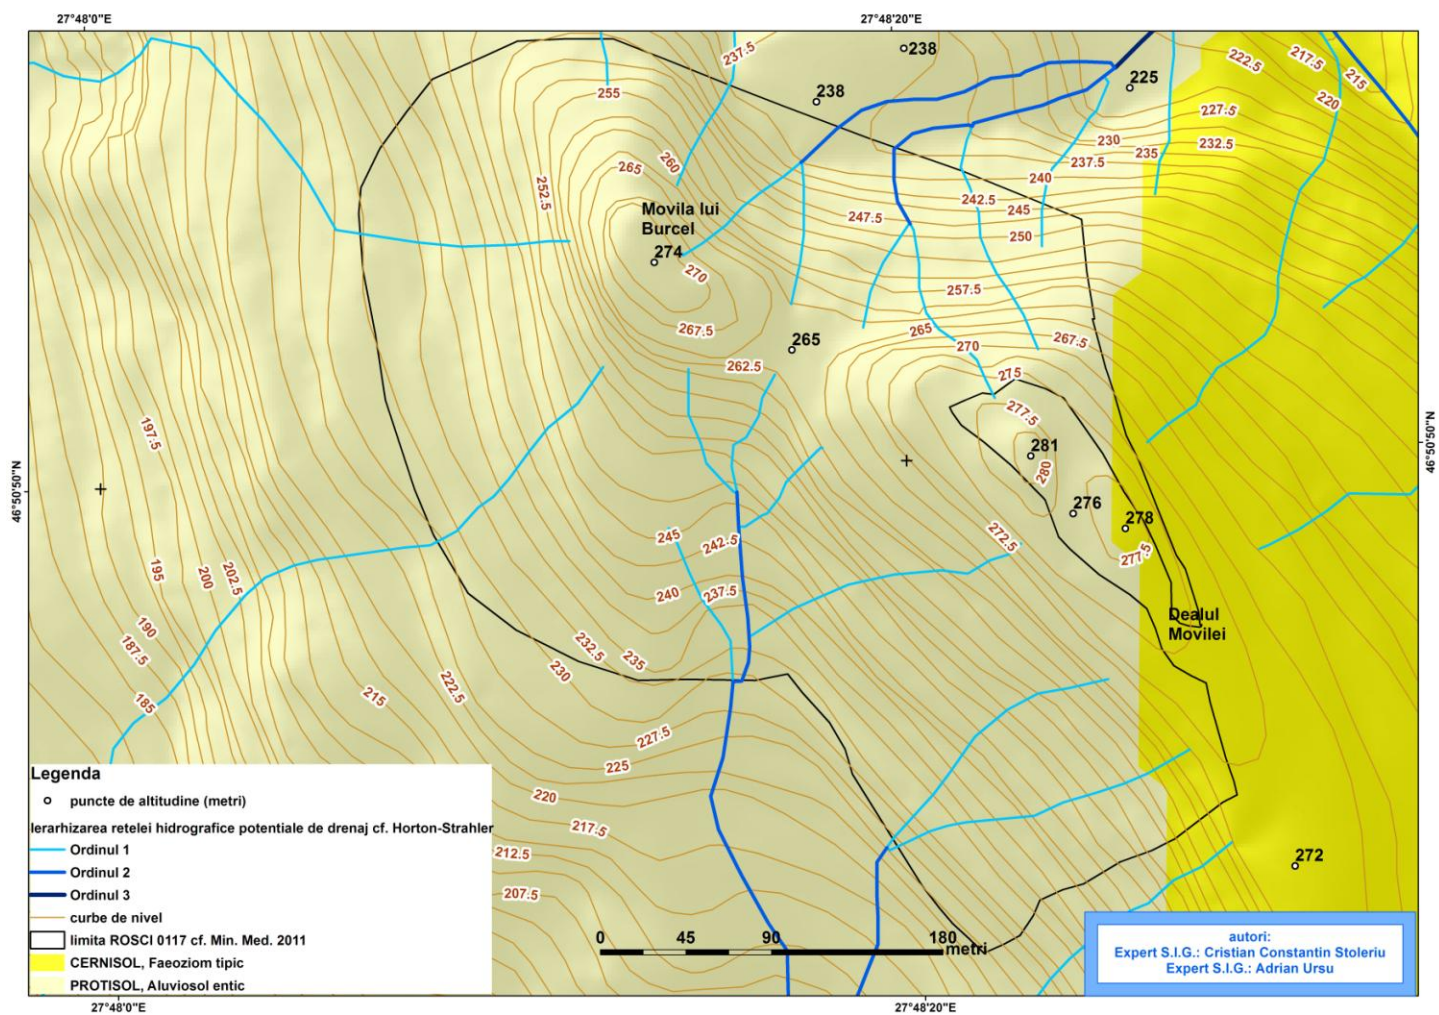 27°48'0"E
27°48'20"E
237.5
238
222.5
217.5
215
255
238
225
220
227.5
230
232.5
260
265
237.5
235
240
252.5
242.5
Movila lui
Burcel
247.5
245
250
274
270
257.5
267.5
265
265
267.5
270
262.5
275
277.5
197.5
281
280
46°50'50"N
46°50'50"N
276
278
272.5
245
242.5
277.5
195
200
202.5
240
237.5
Dealul
Movilei
190
187.5
232.5
235
230
185
215
222.5
227.5
225
220
217.5
212.5
207.5
272
Legenda
puncte de altitudine (metri)
Ierarhizarea retelei hidrografice potentiale de drenaj cf. Horton-Strahler
Ordinul 1
Ordinul 2
Ordinul 3
curbe de nivel
limita ROSCI 0117 cf. Min. Med. 2011
CERNISOL, Faeoziom tipic
PROTISOL, Aluviosol entic
0 45 90 180
metri
autori:
Expert S.I.G.: Cristian Constantin Stoleriu
Expert S.I.G.: Adrian Ursu
27°48'0"E
27°48'20"E